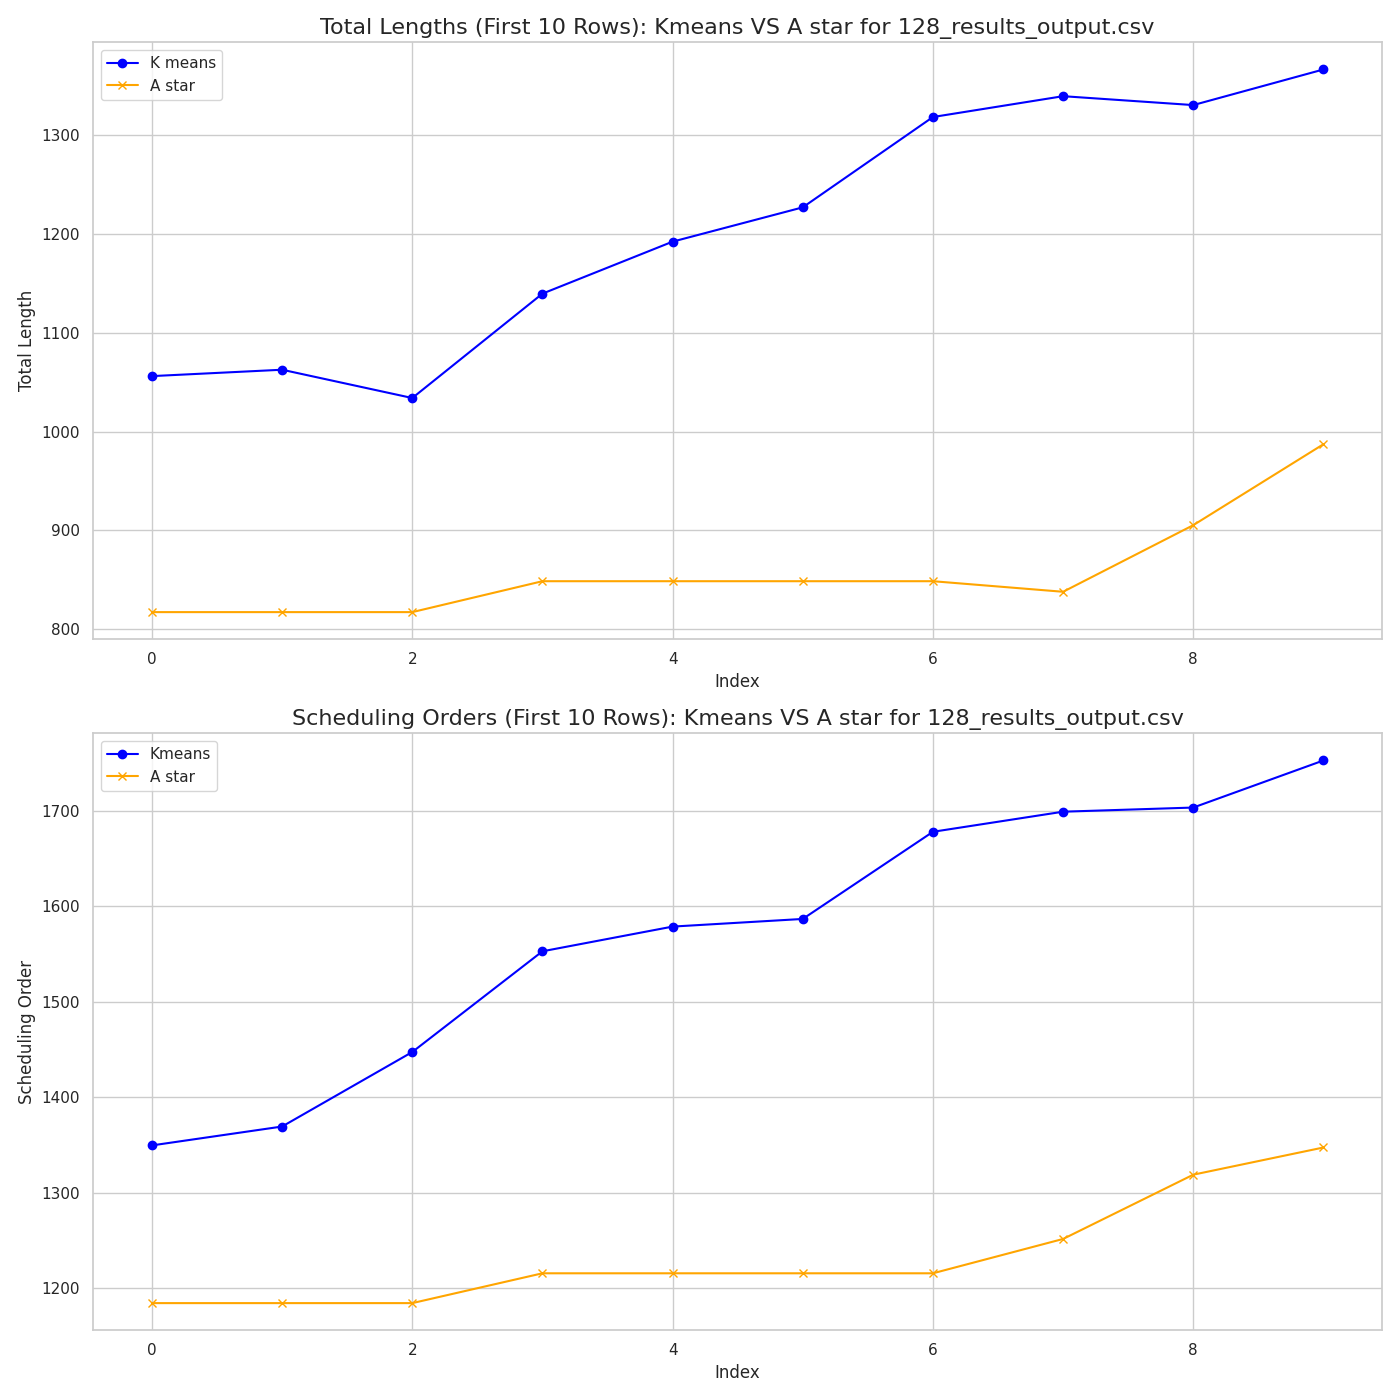 Total Lengths (First 10 Rows): Kmeans VS A star for 128_results_output.csv
K means
A star
1300
1200
1100
1000
900
800
Total Length
0 2 4 6 8
Index
Scheduling Orders (First 10 Rows): Kmeans VS A star for 128_results_output.csv
Kmeans
A star
1700
1600
1500
1400
1300
1200
Scheduling Order
0 2 4 6 8
Index